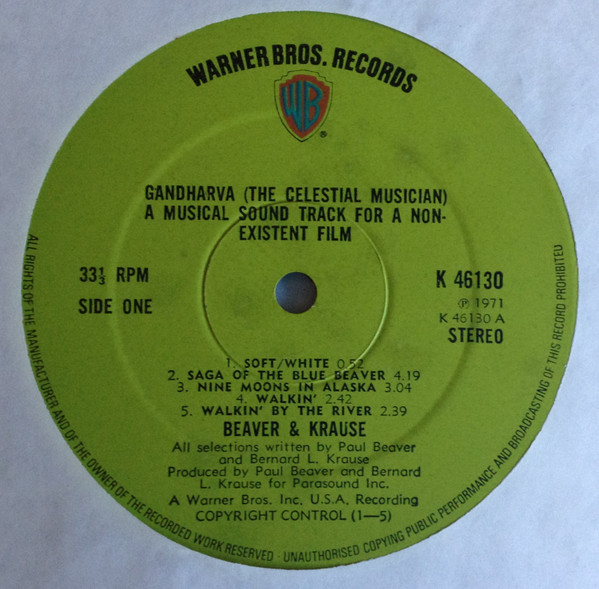 WARNER BROS. RECORDS
WB
®
GANDHARVA (THE CELESTIAL MUSICIAN)
A MUSICAL SOUND TRACK FOR A NON-
EXISTENT FILM
33⅓ RPM
SIDE ONE
K 46130
℗ 1971
K 46130 A
STEREO
1. SOFT/WHITE 0.52
2. SAGA OF THE BLUE BEAVER 4.19
3. NINE MOONS IN ALASKA 3.04
4. WALKIN' 2.42
5. WALKIN' BY THE RIVER 2.39
BEAVER & KRAUSE
All selections written by Paul Beaver
and Bernard L. Krause
Produced by Paul Beaver and Bernard
L. Krause for Parasound Inc.
A Warner Bros. Inc. U.S.A. Recording
COPYRIGHT CONTROL (1—5)
ALL RIGHTS OF THE MANUFACTURER AND OF THE OWNER OF THE RECORDED WORK RESERVED · UNAUTHORISED COPYING PUBLIC PERFORMANCE AND BROADCASTING OF THIS RECORD PROHIBITED